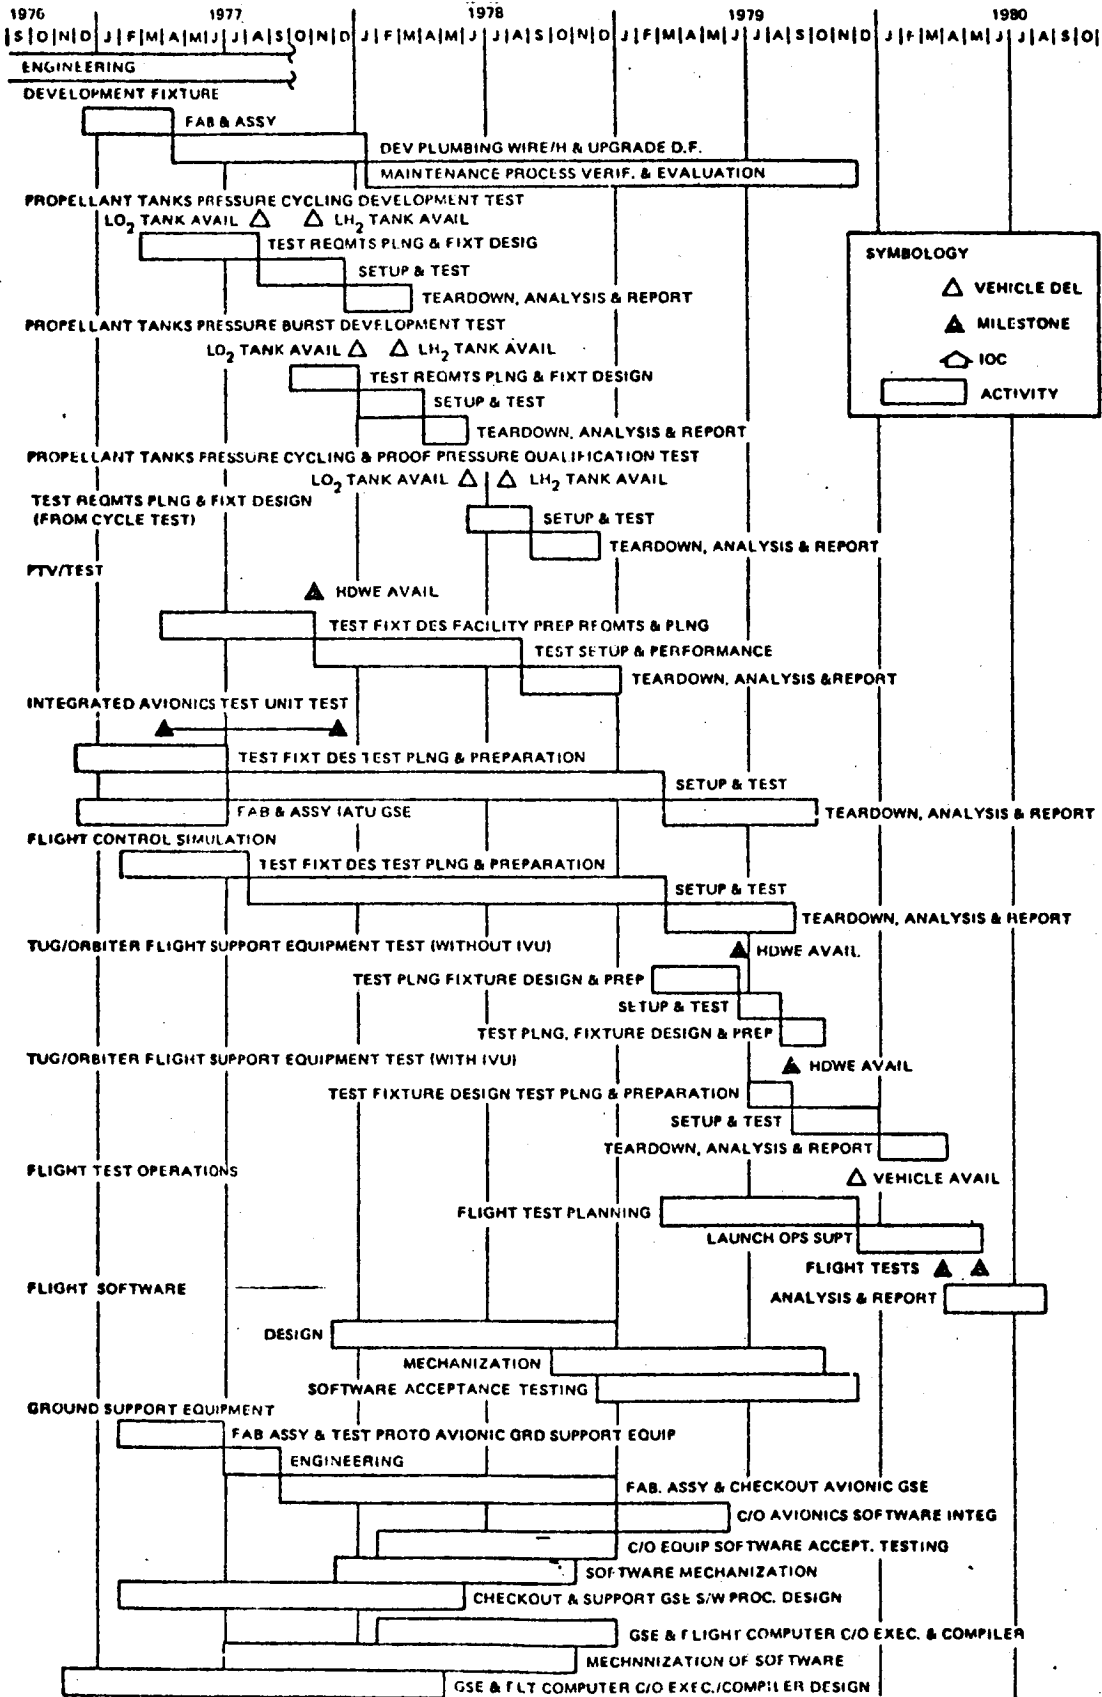 1976 1977 1978 1979 1980
|S|O|N|D|J|F|M|A|M|J|J|A|S|O|N|D|J|F|M|A|M|J|J|A|S|O|N|D|J|F|M|A|M|J|J|A|S|O|N|D|J|F|M|A|M|J|J|A|S|O|
ENGINEERING
DEVELOPMENT FIXTURE
FAB & ASSY
DEV PLUMBING WIRE/H & UPGRADE D.F.
MAINTENANCE PROCESS VERIF. & EVALUATION
PROPELLANT TANKS PRESSURE CYCLING DEVELOPMENT TEST
LO2 TANK AVAIL △ △ LH2 TANK AVAIL
TEST REQMTS PLNG & FIXT DESIG
SETUP & TEST
TEARDOWN, ANALYSIS & REPORT
SYMBOLOGY
△ VEHICLE DEL
▲ MILESTONE
IOC
ACTIVITY
PROPELLANT TANKS PRESSURE BURST DEVELOPMENT TEST
LO2 TANK AVAIL △ △ LH2 TANK AVAIL
TEST REQMTS PLNG & FIXT DESIGN
SETUP & TEST
TEARDOWN, ANALYSIS & REPORT
PROPELLANT TANKS PRESSURE CYCLING & PROOF PRESSURE QUALIFICATION TEST
LO2 TANK AVAIL △ △ LH2 TANK AVAIL
TEST REQMTS PLNG & FIXT DESIGN
(FROM CYCLE TEST)
SETUP & TEST
TEARDOWN, ANALYSIS & REPORT
PTV/TEST
▲ HDWE AVAIL
TEST FIXT DES FACILITY PREP REQMTS & PLNG
TEST SETUP & PERFORMANCE
TEARDOWN, ANALYSIS & REPORT
INTEGRATED AVIONICS TEST UNIT TEST
TEST FIXT DES TEST PLNG & PREPARATION
SETUP & TEST
FAB & ASSY IATU GSE
TEARDOWN, ANALYSIS & REPORT
FLIGHT CONTROL SIMULATION
TEST FIXT DES TEST PLNG & PREPARATION
SETUP & TEST
TEARDOWN, ANALYSIS & REPORT
TUG/ORBITER FLIGHT SUPPORT EQUIPMENT TEST (WITHOUT IVU)
▲ HDWE AVAIL.
TEST PLNG FIXTURE DESIGN & PREP
SETUP & TEST
TEST PLNG, FIXTURE DESIGN & PREP
TUG/ORBITER FLIGHT SUPPORT EQUIPMENT TEST (WITH IVU)
▲ HDWE AVAIL
TEST FIXTURE DESIGN TEST PLNG & PREPARATION
SETUP & TEST
TEARDOWN, ANALYSIS & REPORT
FLIGHT TEST OPERATIONS
△ VEHICLE AVAIL
FLIGHT TEST PLANNING
LAUNCH OPS SUPT
FLIGHT TESTS ▲ ▲
ANALYSIS & REPORT
FLIGHT SOFTWARE
DESIGN
MECHANIZATION
SOFTWARE ACCEPTANCE TESTING
GROUND SUPPORT EQUIPMENT
FAB ASSY & TEST PROTO AVIONIC GRD SUPPORT EQUIP
ENGINEERING
FAB. ASSY & CHECKOUT AVIONIC GSE
C/O AVIONICS SOFTWARE INTEG
C/O EQUIP SOFTWARE ACCEPT. TESTING
SOFTWARE MECHANIZATION
CHECKOUT & SUPPORT GSE S/W PROC. DESIGN
GSE & FLIGHT COMPUTER C/O EXEC. & COMPILER
MECHNNIZATION OF SOFTWARE
GSE & FLT COMPUTER C/O EXEC./COMPILER DESIGN